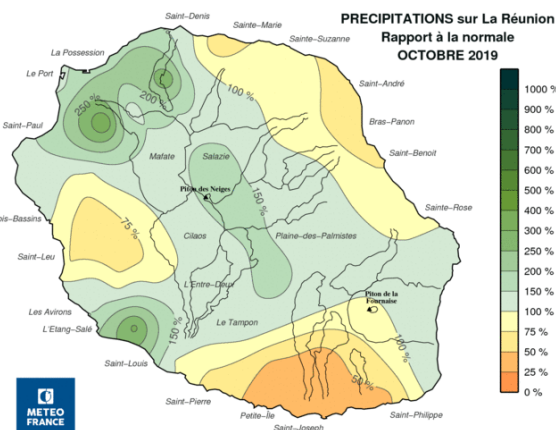 PRECIPITATIONS sur La Réunion
Rapport à la normale
OCTOBRE 2019
Saint-Denis
Sainte-Marie
Sainte-Suzanne
La Possession
Le Port
Saint-André
Saint-Paul
Bras-Panon
Saint-Benoit
Mafate
Salazie
Piton des Neiges
Sainte-Rose
is-Bassins
Cilaos
Plaine-des-Palmistes
Saint-Leu
L'Entre-Deux
Piton de la
Fournaise
Les Avirons
L'Etang-Salé
Le Tampon
Saint-Louis
Saint-Pierre
Petite-Île
Saint-Joseph
Saint-Philippe
100 %
200 %
250 %
150 %
75 %
150 %
100 %
50 %
1000 %
900 %
800 %
700 %
600 %
500 %
400 %
300 %
250 %
200 %
150 %
100 %
75 %
50 %
25 %
0 %
METEO
FRANCE